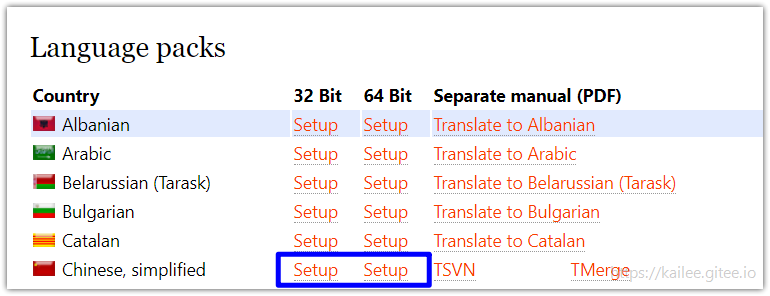 Language packs
Country 32 Bit 64 Bit Separate manual (PDF)
Albanian Setup Setup Translate to Albanian
Arabic Setup Setup Translate to Arabic
Belarussian (Tarask) Setup Setup Translate to Belarussian (Tarask)
Bulgarian Setup Setup Translate to Bulgarian
Catalan Setup Setup Translate to Catalan
Chinese, simplified Setup Setup TSVN TMerge
https://kailee.gitee.io